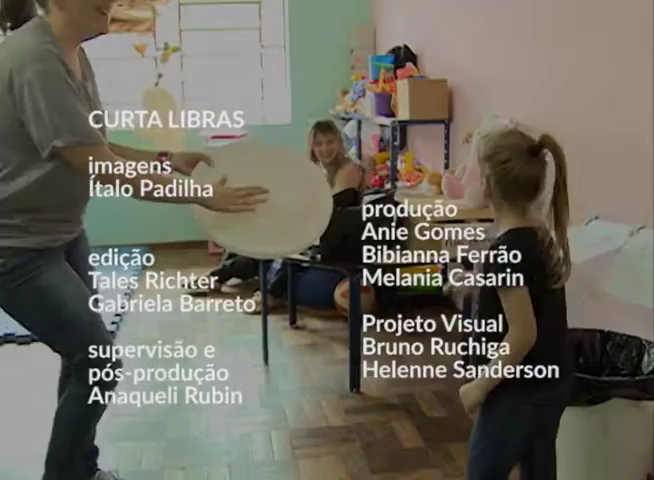 CURTA LIBRAS
imagens
Ítalo Padilha
edição
Tales Richter
Gabriela Barreto
supervisão e
pós-produção
Anaqueli Rubin
produção
Anie Gomes
Bibianna Ferrão
Melania Casarin
Projeto Visual
Bruno Ruchiga
Helenne Sanderson